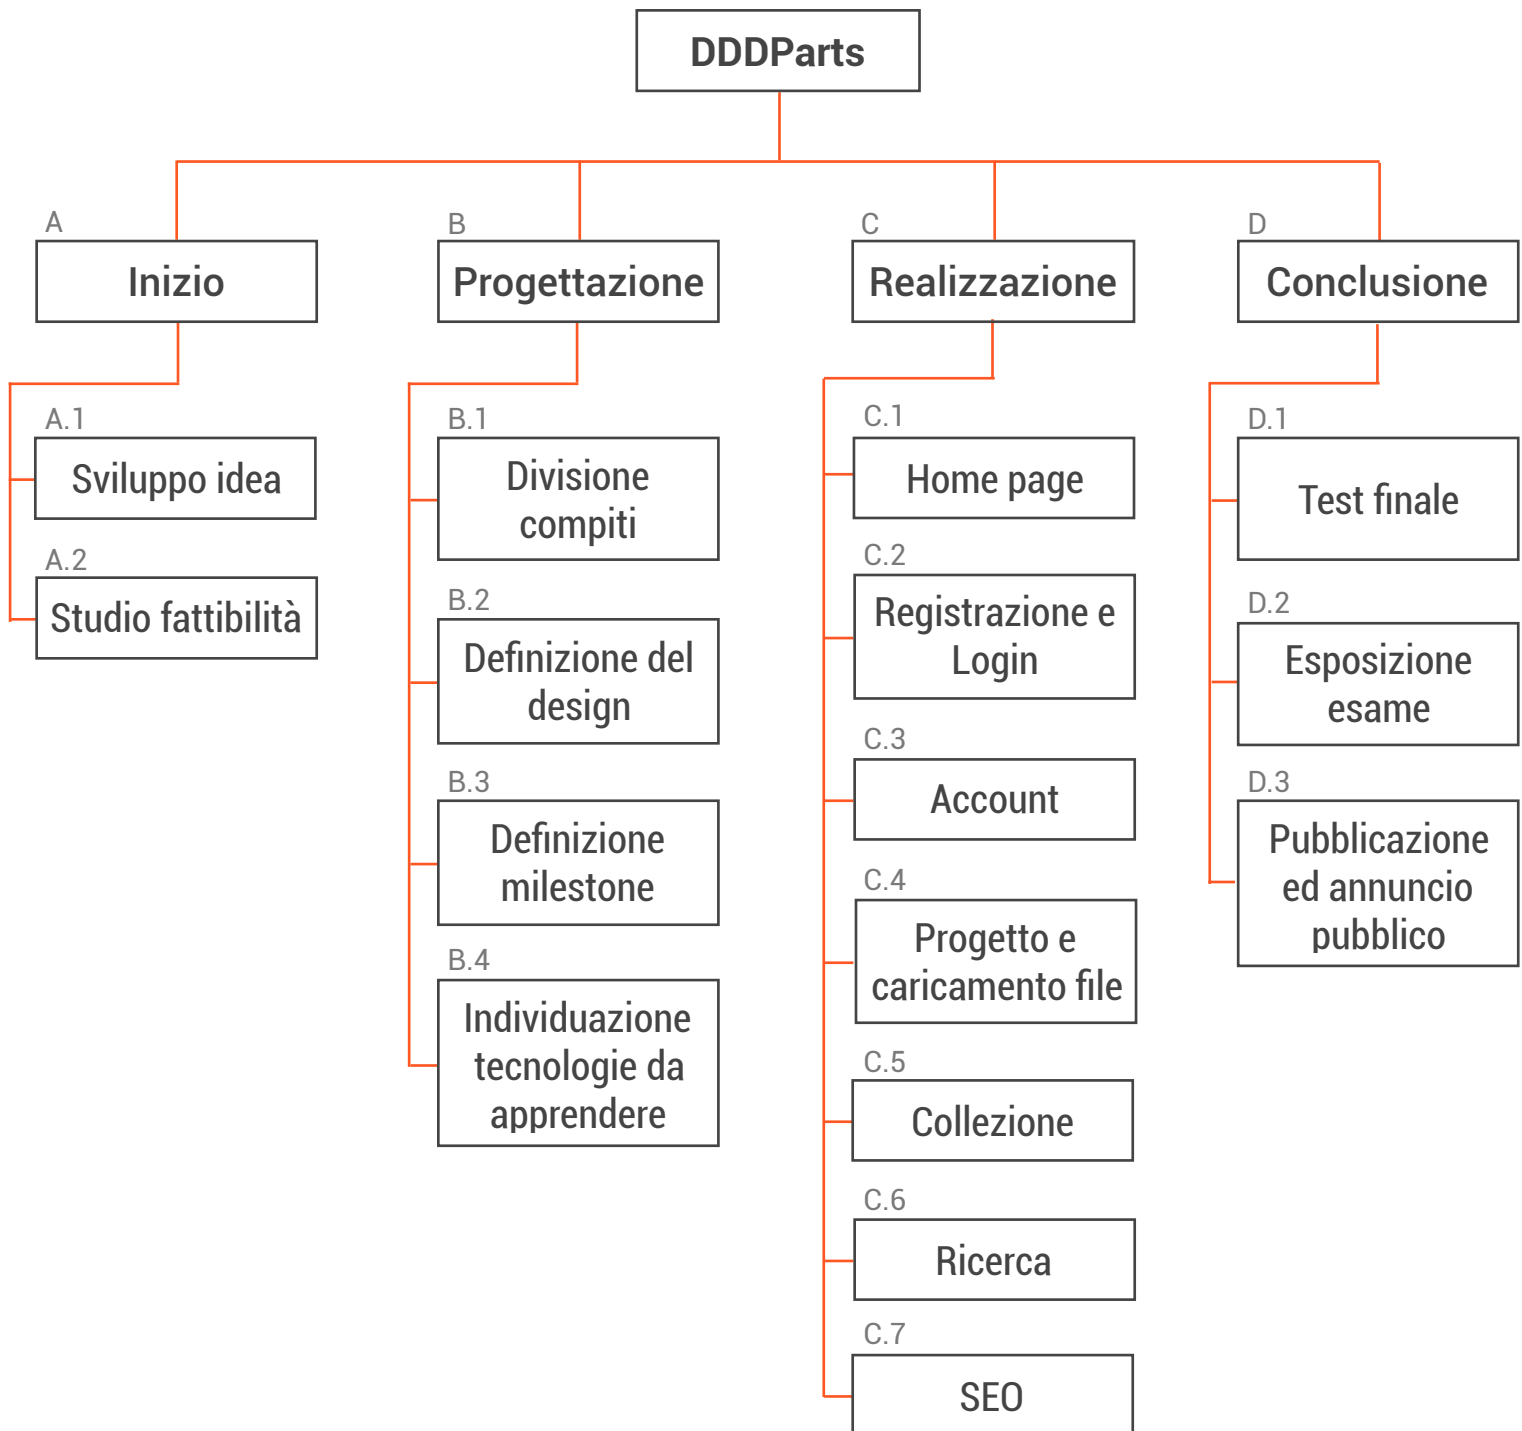 DDDParts
A
Inizio
A.1
Sviluppo idea
A.2
Studio fattibilità
B
Progettazione
B.1
Divisione
compiti
B.2
Definizione del
design
B.3
Definizione
milestone
B.4
Individuazione
tecnologie da
apprendere
C
Realizzazione
C.1
Home page
C.2
Registrazione e
Login
C.3
Account
C.4
Progetto e
caricamento file
C.5
Collezione
C.6
Ricerca
C.7
SEO
D
Conclusione
D.1
Test finale
D.2
Esposizione
esame
D.3
Pubblicazione
ed annuncio
pubblico